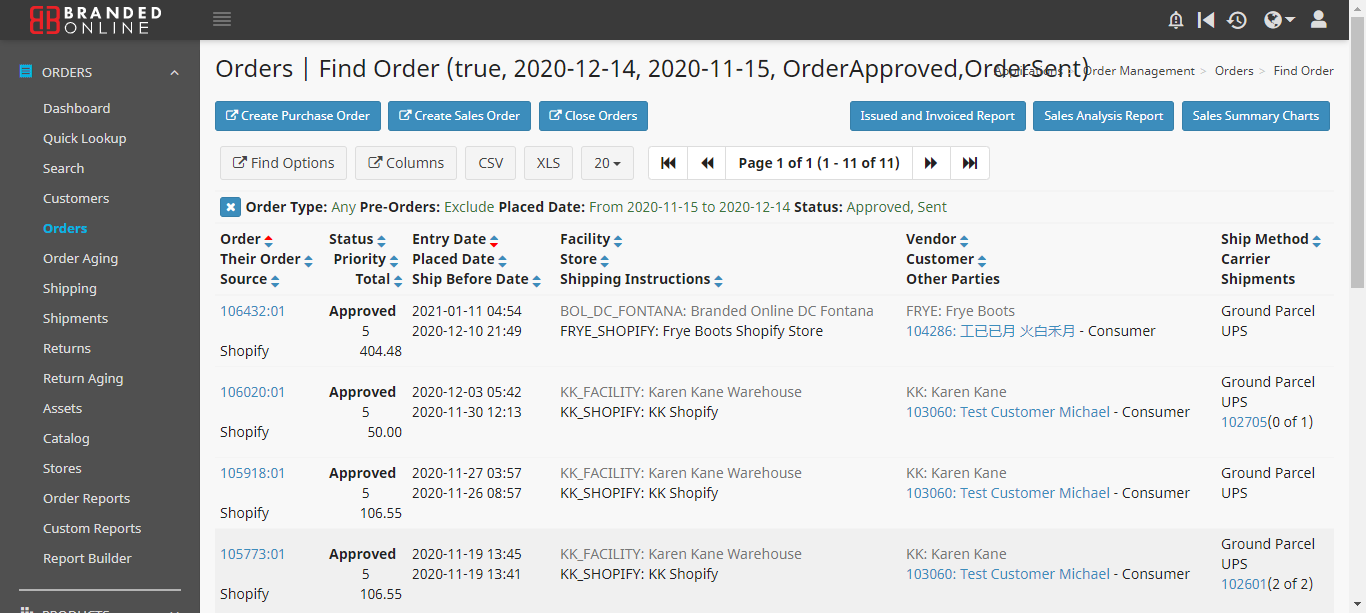 BRANDED
ONLINE
ORDERS
Dashboard
Quick Lookup
Search
Customers
Orders
Order Aging
Shipping
Shipments
Returns
Return Aging
Assets
Catalog
Stores
Order Reports
Custom Reports
Report Builder
PRODUCTS
Orders | Find Order (true, 2020-12-14, 2020-11-15, OrderApproved,OrderSent)
Applications > Order Management > Orders > Find Order
Create Purchase Order Create Sales Order Close Orders Issued and Invoiced Report Sales Analysis Report Sales Summary Charts
Find Options Columns CSV XLS 20 Page 1 of 1 (1 - 11 of 11)
Order Type: Any Pre-Orders: Exclude Placed Date: From 2020-11-15 to 2020-12-14 Status: Approved, Sent
Order Status Entry Date Facility Vendor Ship Method
Their Order Priority Placed Date Store Customer Carrier
Source Total Ship Before Date Shipping Instructions Other Parties Shipments
106432:01 Approved 2021-01-11 04:54 BOL_DC_FONTANA: Branded Online DC Fontana FRYE: Frye Boots Ground Parcel
5 2020-12-10 21:49 FRYE_SHOPIFY: Frye Boots Shopify Store 104286: 工已已月 火白禾月 - Consumer UPS
Shopify 404.48
106020:01 Approved 2020-12-03 05:42 KK_FACILITY: Karen Kane Warehouse KK: Karen Kane Ground Parcel
5 2020-11-30 12:13 KK_SHOPIFY: KK Shopify 103060: Test Customer Michael - Consumer UPS
Shopify 50.00 102705(0 of 1)
105918:01 Approved 2020-11-27 03:57 KK_FACILITY: Karen Kane Warehouse KK: Karen Kane Ground Parcel
5 2020-11-26 08:57 KK_SHOPIFY: KK Shopify 103060: Test Customer Michael - Consumer UPS
Shopify 106.55
105773:01 Approved 2020-11-19 13:45 KK_FACILITY: Karen Kane Warehouse KK: Karen Kane Ground Parcel
5 2020-11-19 13:41 KK_SHOPIFY: KK Shopify 103060: Test Customer Michael - Consumer UPS
Shopify 106.55 102601(2 of 2)